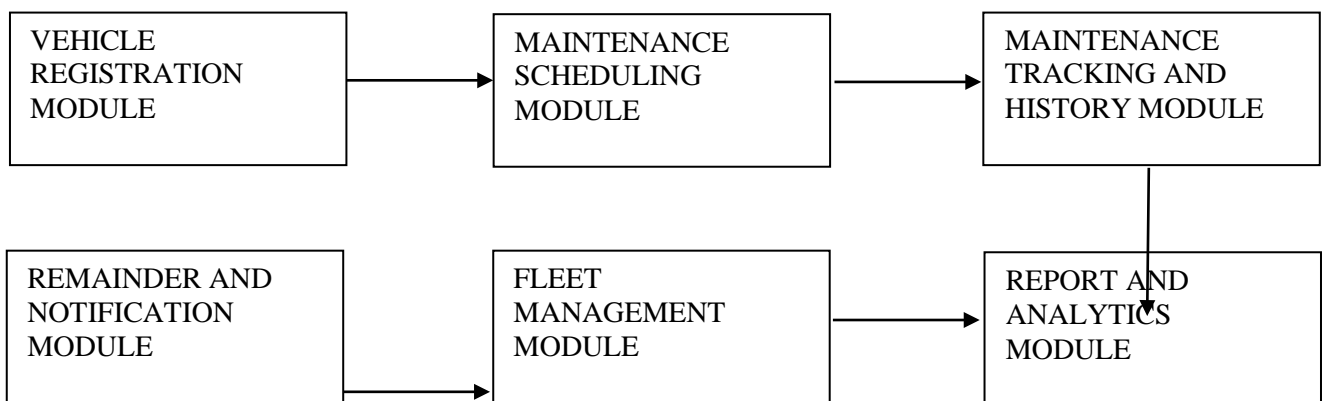 VEHICLE
REGISTRATION
MODULE
MAINTENANCE
SCHEDULING
MODULE
MAINTENANCE
TRACKING AND
HISTORY MODULE
REMAINDER AND
NOTIFICATION
MODULE
FLEET
MANAGEMENT
MODULE
REPORT AND
ANALYTICS
MODULE